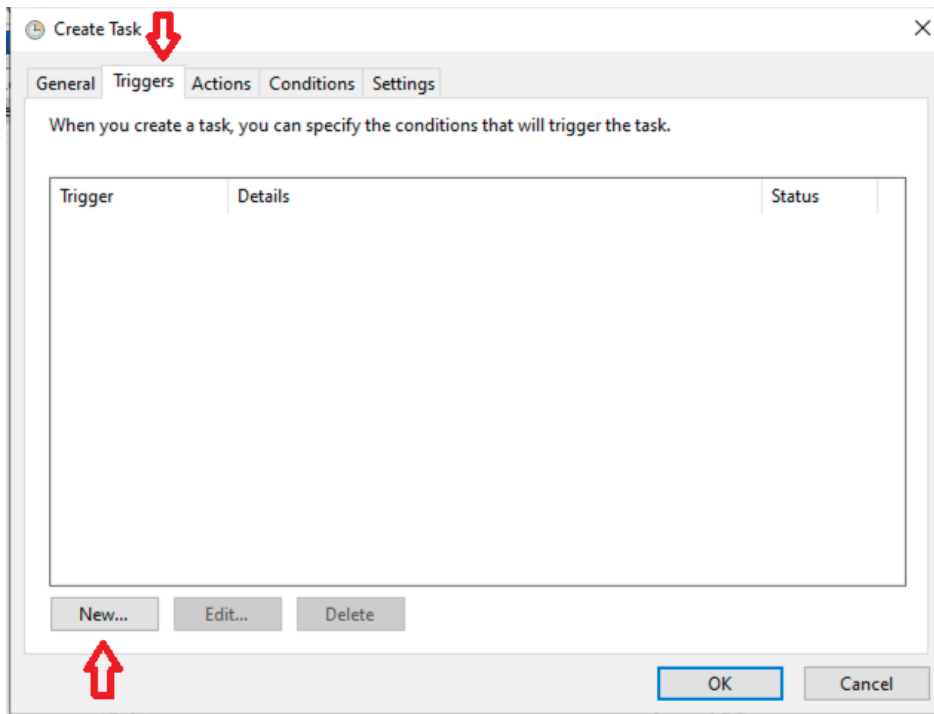 Create Task
General Triggers Actions Conditions Settings
When you create a task, you can specify the conditions that will trigger the task.
Trigger Details Status
New... Edit... Delete
OK Cancel